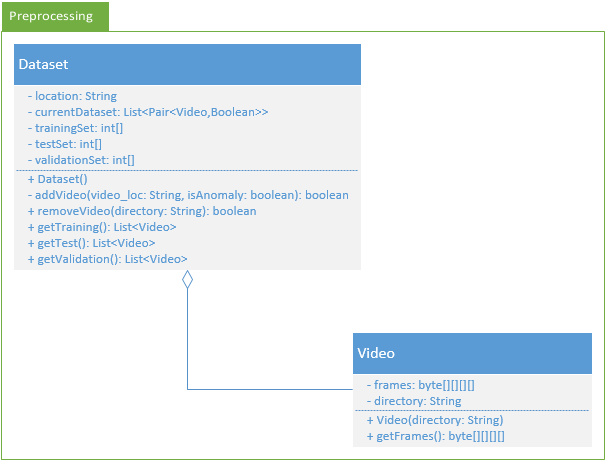 Preprocessing
Dataset
- location: String
- currentDataset: List<Pair<Video,Boolean>>
- trainingSet: int[]
- testSet: int[]
- validationSet: int[]
+ Dataset()
- addVideo(video_loc: String, isAnomaly: boolean): boolean
+ removeVideo(directory: String): boolean
+ getTraining(): List<Video>
+ getTest(): List<Video>
+ getValidation(): List<Video>
Video
- frames: byte[][][][]
- directory: String
+ Video(directory: String)
+ getFrames(): byte[][][][]